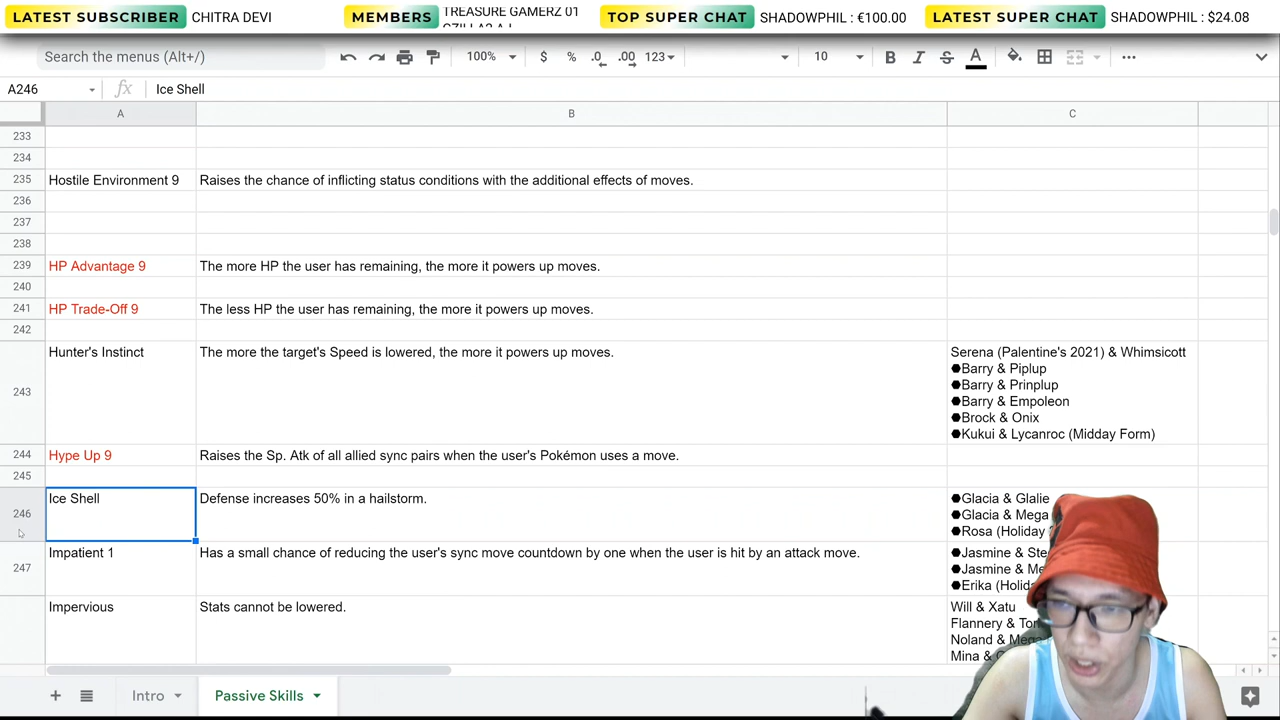 LATEST SUBSCRIBER CHITRA DEVI
MEMBERS TREASURE GAMERZ 01
TOP SUPER CHAT SHADOWPHIL : €100.00
LATEST SUPER CHAT SHADOWPHIL : $24.08
Search the menus (Alt+/)
100%
$ % .0 .00 123
10 B I S A
A246 fx Ice Shell
A B C
233
234
235 Hostile Environment 9 Raises the chance of inflicting status conditions with the additional effects of moves.
236
237
238
239 HP Advantage 9 The more HP the user has remaining, the more it powers up moves.
240
241 HP Trade-Off 9 The less HP the user has remaining, the more it powers up moves.
242
243 Hunter's Instinct The more the target's Speed is lowered, the more it powers up moves. Serena (Palentine's 2021) & Whimsicott
Barry & Piplup
Barry & Prinplup
Barry & Empoleon
Brock & Onix
Kukui & Lycanroc (Midday Form)
244 Hype Up 9 Raises the Sp. Atk of all allied sync pairs when the user's Pokémon uses a move.
245
246 Ice Shell Defense increases 50% in a hailstorm. Glacia & Glalie
Glacia & Mega
Rosa (Holiday
247 Impatient 1 Has a small chance of reducing the user's sync move countdown by one when the user is hit by an attack move. Jasmine &
Jasmine &
Erika
Impervious Stats cannot be lowered. Will & Xatu
Flannery &
Noland &
Mina &
+ Intro Passive Skills